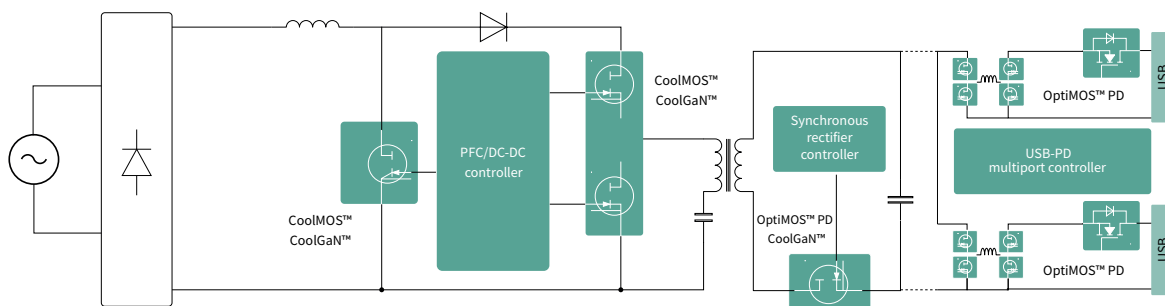 CoolMOS™
CoolGaN™
PFC/DC-DC
controller
CoolMOS™
CoolGaN™
Synchronous
rectifier
controller
OptiMOS™ PD
CoolGaN™
OptiMOS™ PD
USB
USB-PD
multiport controller
OptiMOS™ PD
USB